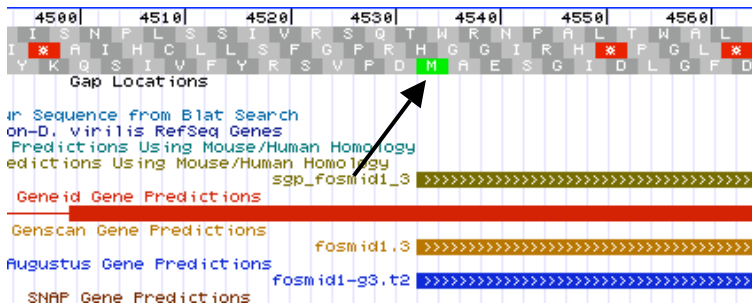 4500| 4510| 4520| 4530| 4540| 4550| 4560|
I S N P L S S I V R S Q T W R N P A L T W A L
I * A I H C L L S F G P R H G G I R H * P G L *
Y K Q S I V F Y R S V P D M A E S G I D L G F D
Gap Locations
ur Sequence from Blat Search
on-D. virilis RefSeq Genes
Predictions Using Mouse/Human Homology
edictions Using Mouse/Human Homology
sgp_fosmid1_3
Geneid Gene Predictions
Genscan Gene Predictions
fosmid1.3
Augustus Gene Predictions
fosmid1-g3.t2
SNAP Gene Predictions